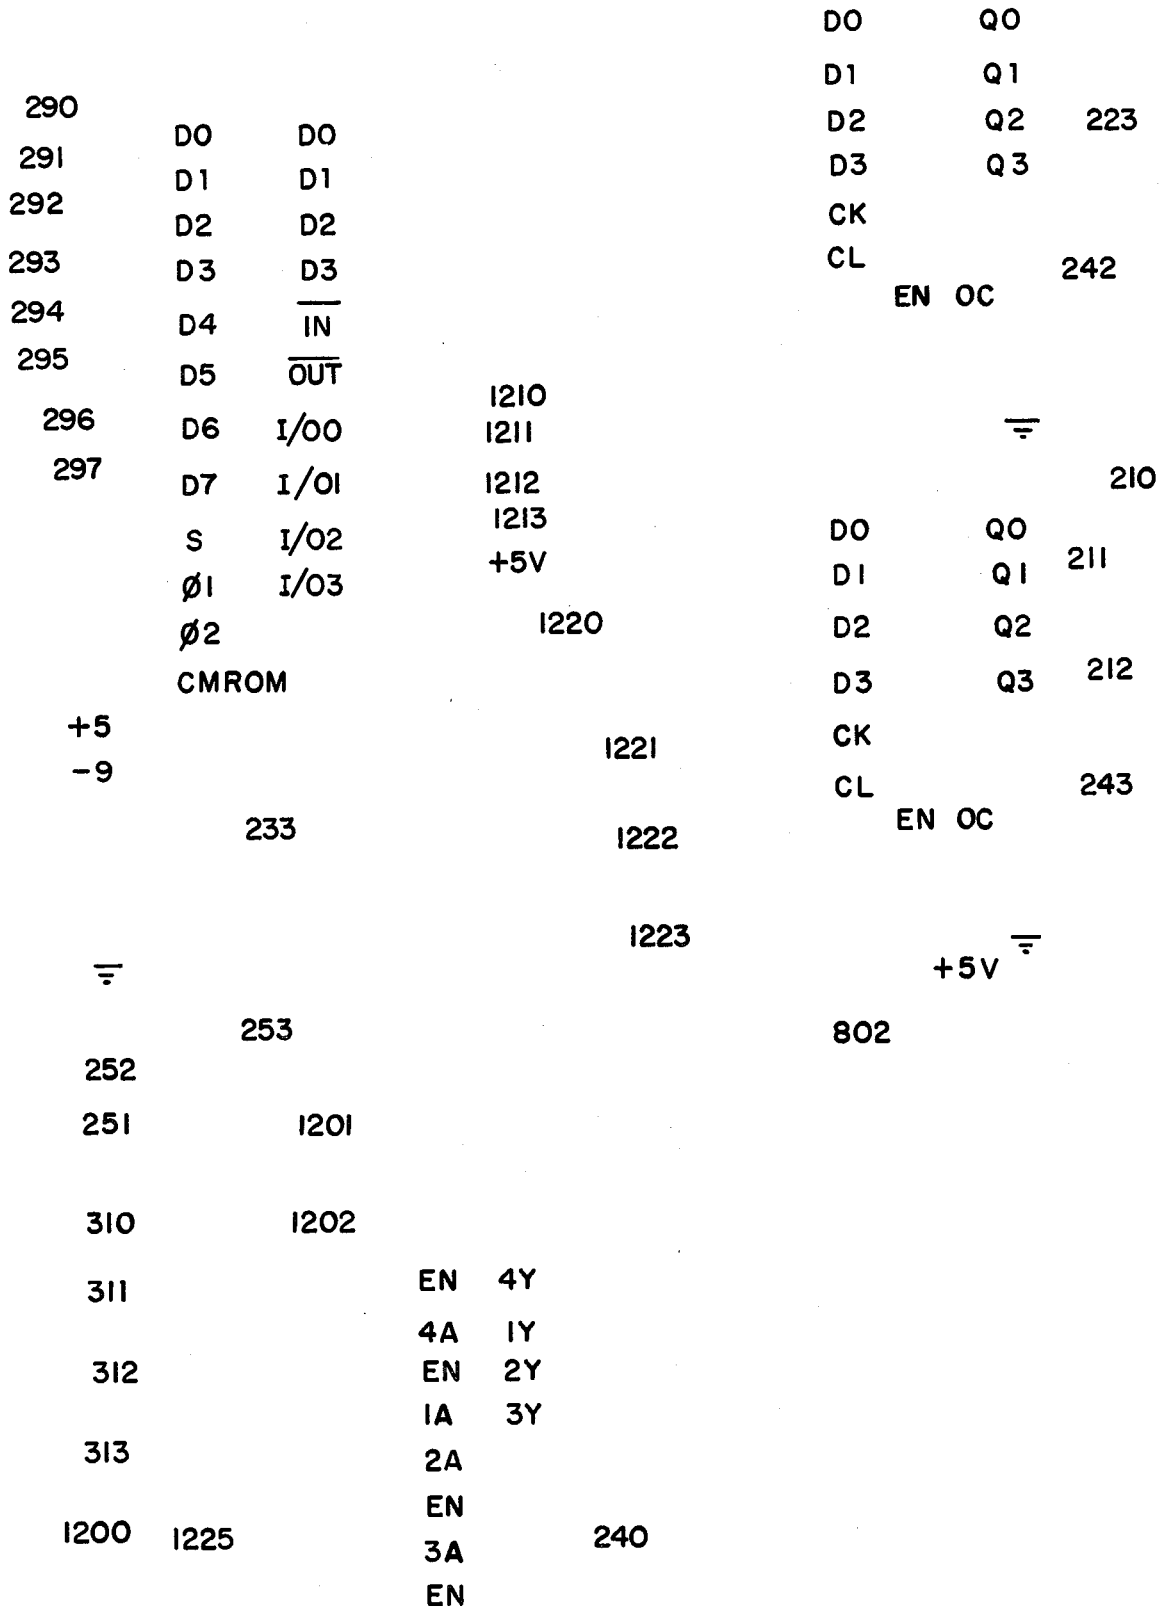 DO QO
D1 Q1
290
D2 Q2 223
DO DO
291
D3 Q3
D1 D1
292
CK
D2 D2
293
CL
D3 D3 242
EN OC
294
D4 IN
295
D5 OUT
1210
296
D6 I/OO 1211
297
D7 I/O1 1212
210
1213
S I/O2
DO QO
+5V
211
Ø1 I/O3
D1 Q1
1220
Ø2
D2 Q2
212
CMROM
D3 Q3
+5
CK
1221
-9
CL 243
EN OC
233
1222
1223
+5V
253
802
252
251 1201
310 1202
EN 4Y
311
4A 1Y
312
EN 2Y
1A 3Y
313
2A
EN
1200 1225
240
3A
EN